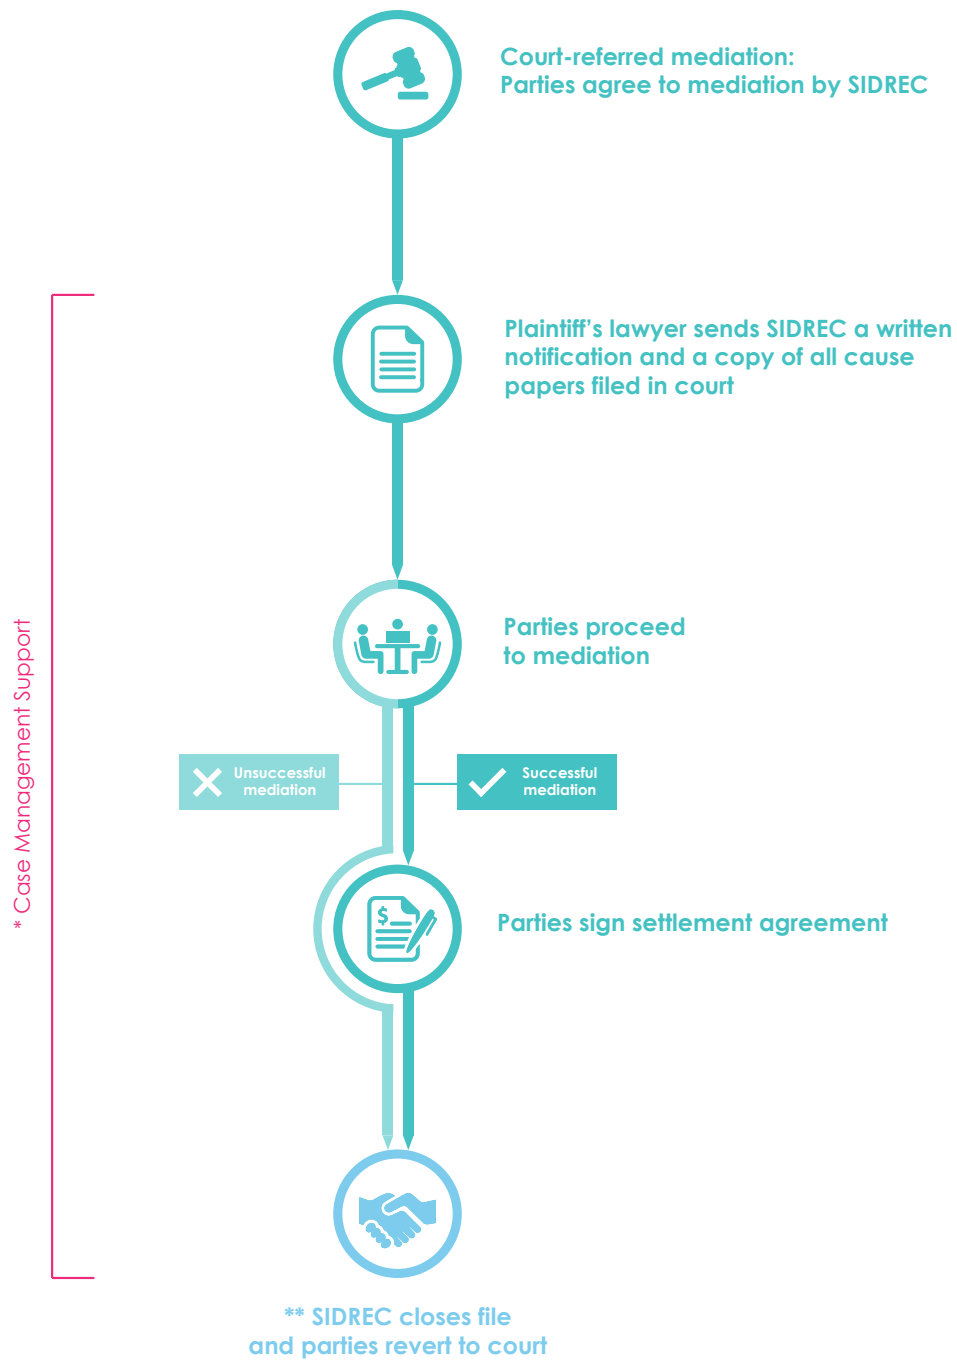 Court-referred mediation:
Parties agree to mediation by SIDREC
Plaintiff’s lawyer sends SIDREC a written
notification and a copy of all cause
papers filed in court
Parties proceed
to mediation
* Case Management Support
Unsuccessful
mediation
Successful
mediation
$
Parties sign settlement agreement
** SIDREC closes file
and parties revert to court